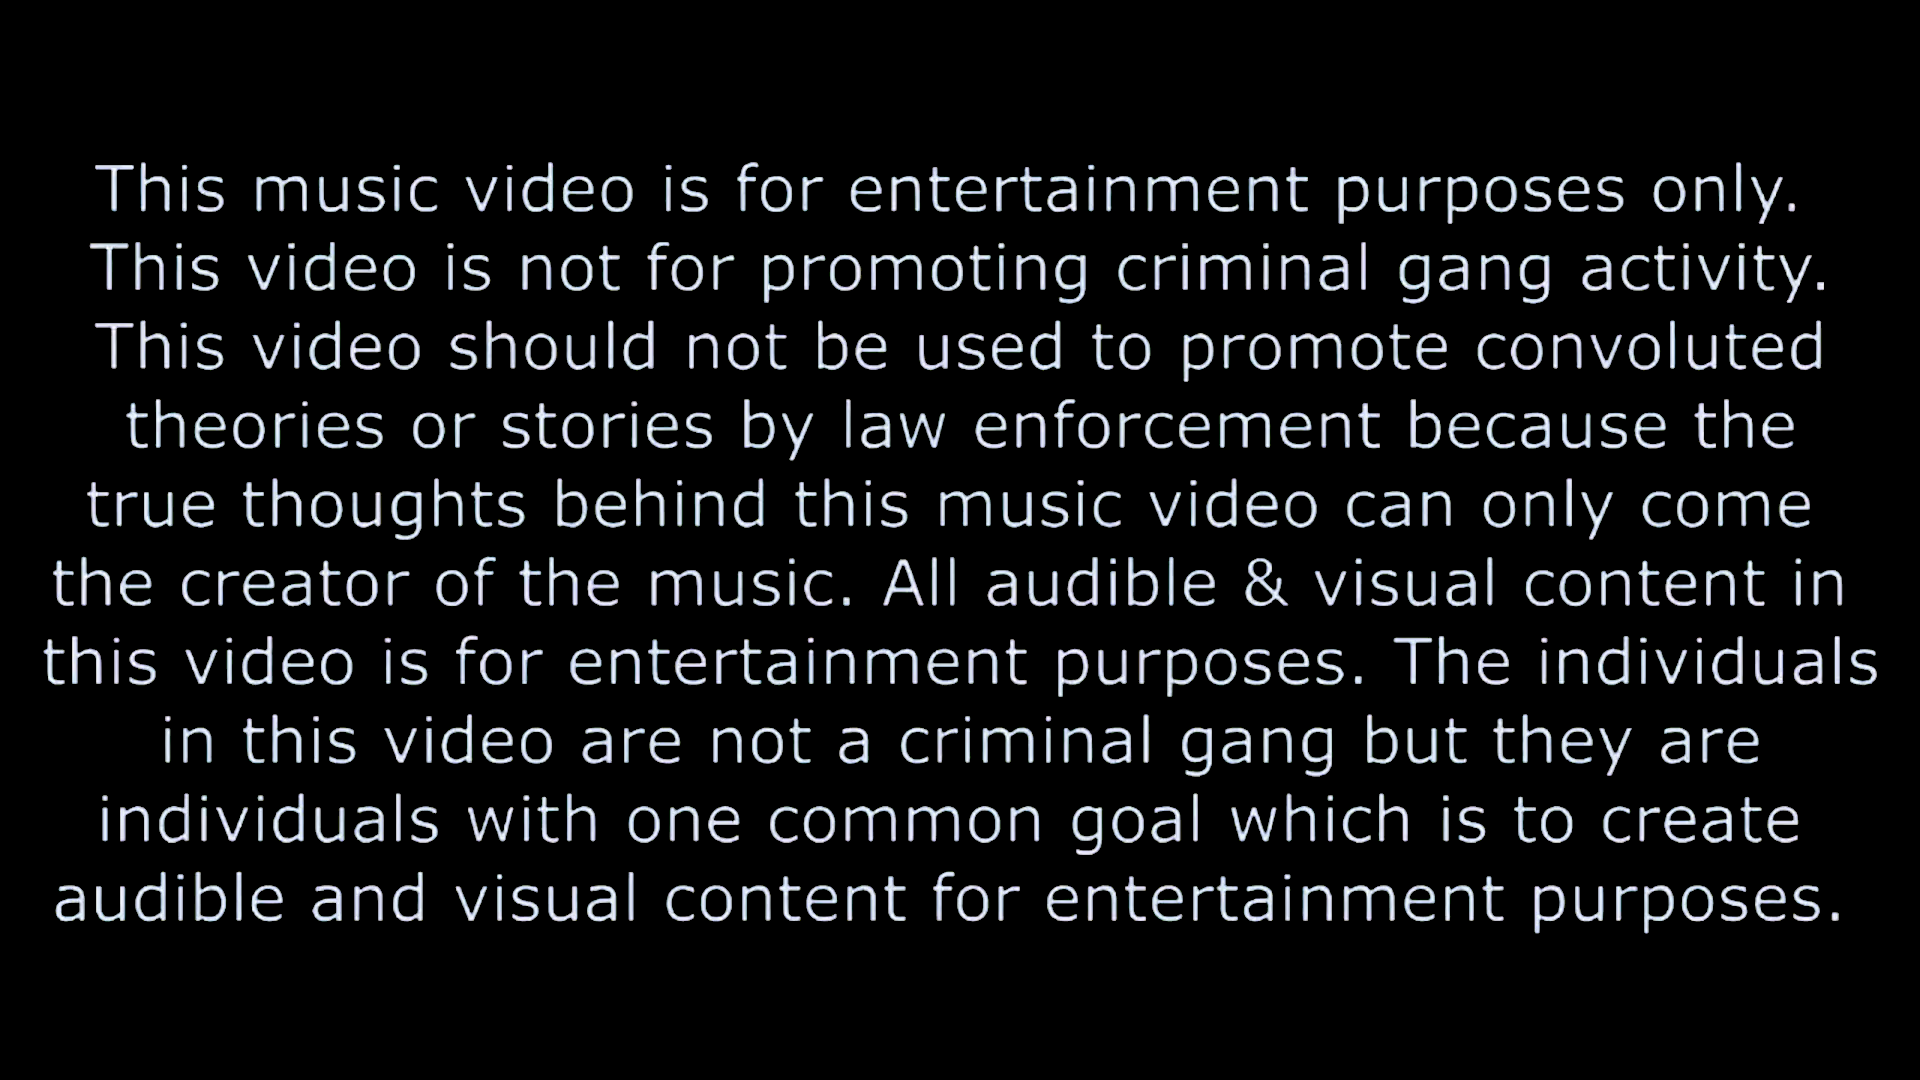 This music video is for entertainment purposes only.
This video is not for promoting criminal gang activity.
This video should not be used to promote convoluted
theories or stories by law enforcement because the
true thoughts behind this music video can only come
the creator of the music. All audible & visual content in
this video is for entertainment purposes. The individuals
in this video are not a criminal gang but they are
individuals with one common goal which is to create
audible and visual content for entertainment purposes.